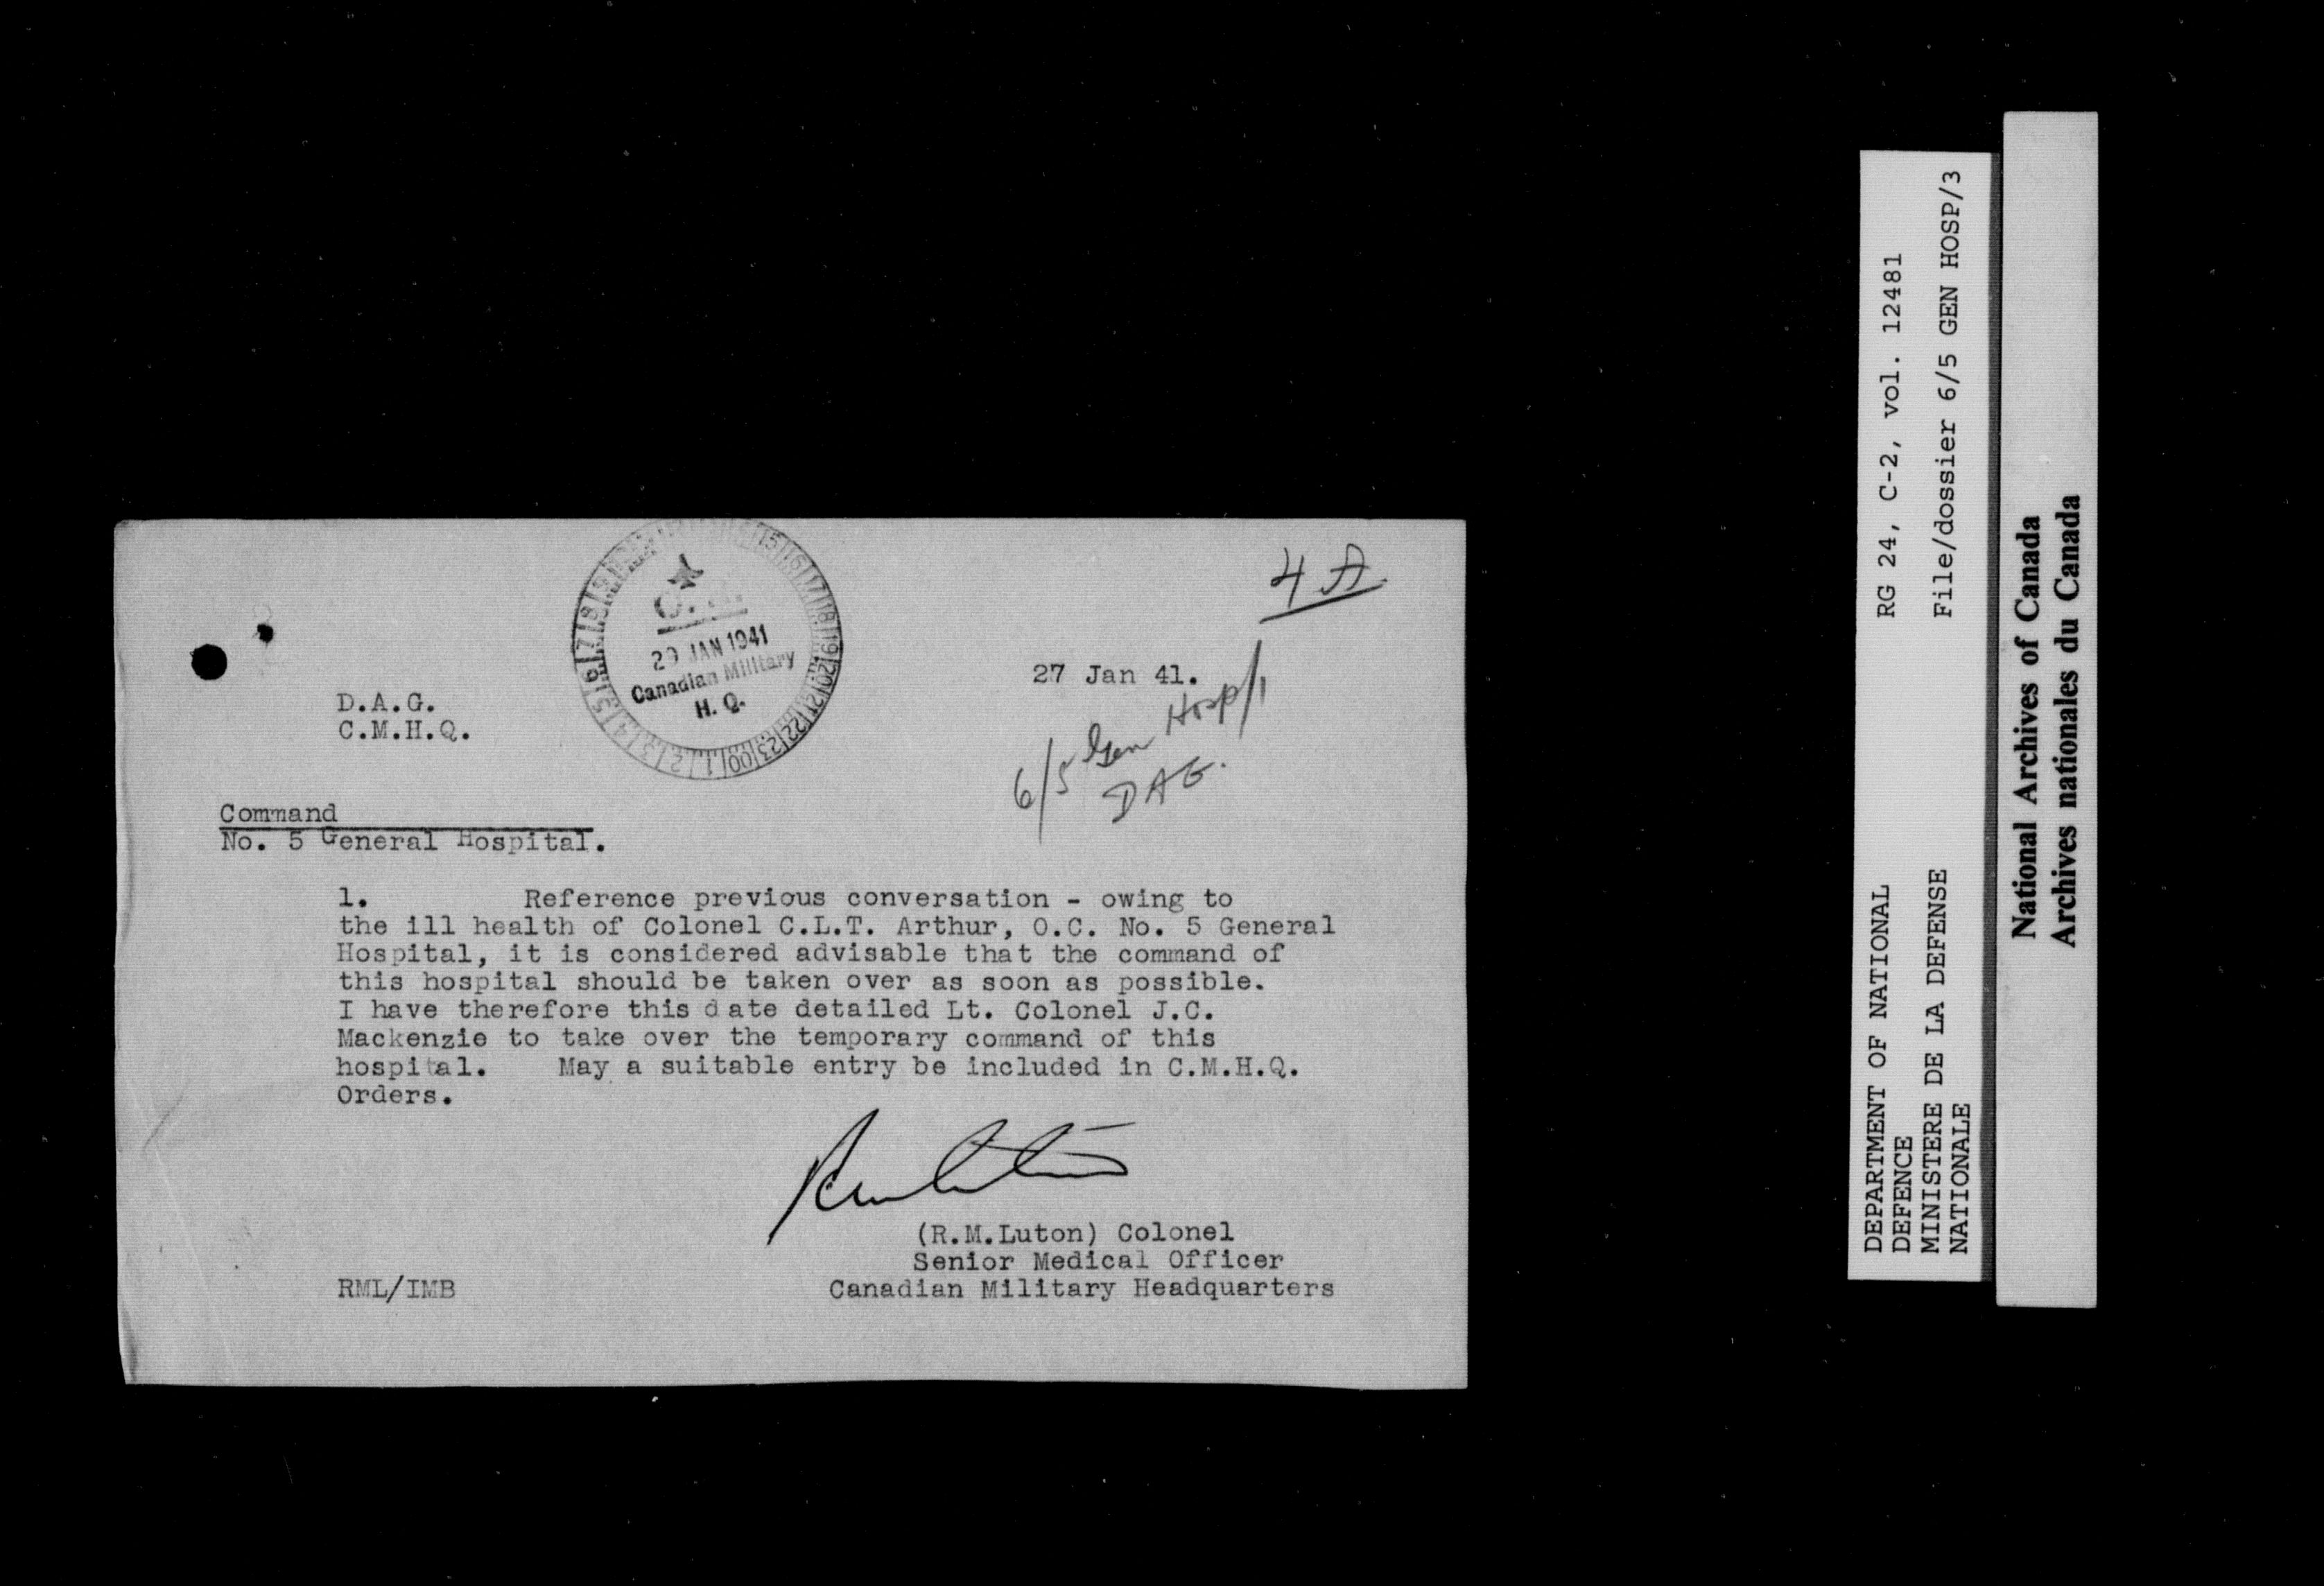 4 A.
29 JAN 1941
Canadian Military
H. Q.
27 Jan 41.
D.A.G.
C.M.H.Q.
6/5 Gen Hosp/1
DAG.
Command
No. 5 General Hospital.
1. Reference previous conversation - owing to
the ill health of Colonel C.L.T. Arthur, O.C. No. 5 General
Hospital, it is considered advisable that the command of
this hospital should be taken over as soon as possible.
I have therefore this date detailed Lt. Colonel J.C.
Mackenzie to take over the temporary command of this
hospital. May a suitable entry be included in C.M.H.Q.
Orders.
(R.M.Luton) Colonel
Senior Medical Officer
RML/IMB Canadian Military Headquarters
DEPARTMENT OF NATIONAL
DEFENCE
MINISTERE DE LA DEFENSE
NATIONALE
RG 24, C-2, vol. 12481
File/dossier 6/5 GEN HOSP/3
National Archives of Canada
Archives nationales du Canada